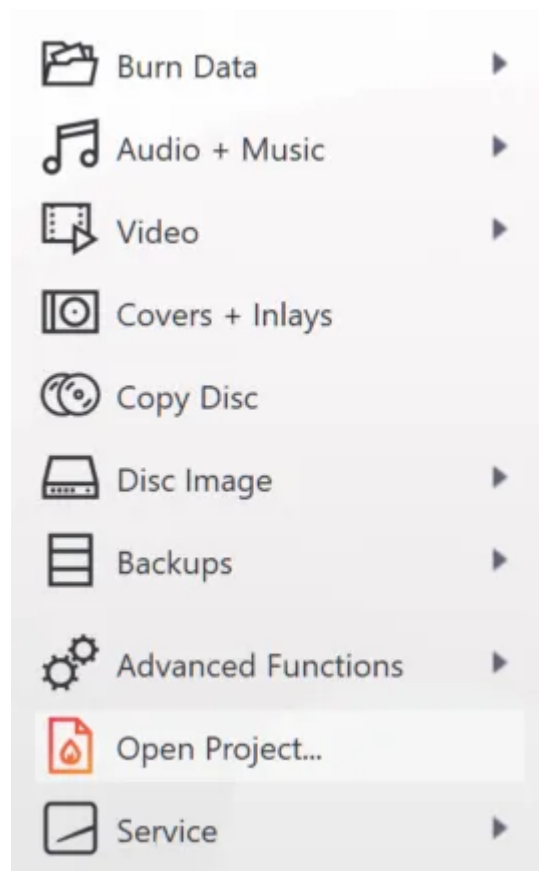 Burn Data
Audio + Music
Video
Covers + Inlays
Copy Disc
Disc Image
Backups
Advanced Functions
Open Project...
Service